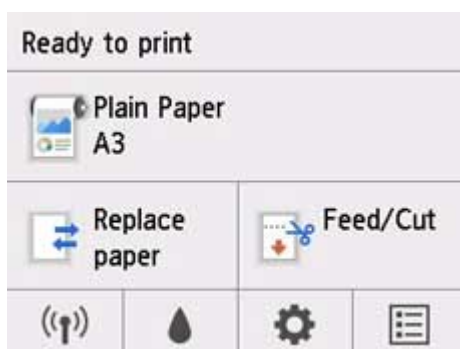 Ready to print
Plain Paper
A3
Replace
paper
Feed/Cut